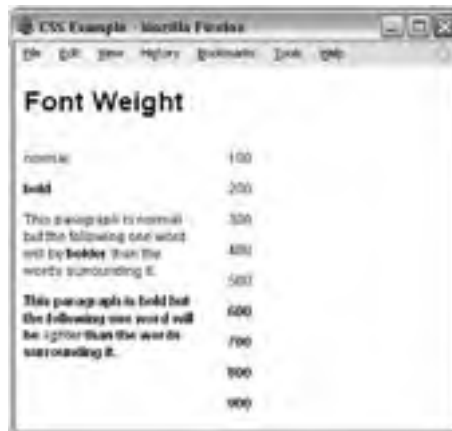 CSS Example - Mozilla Firefox
File Edit View History Bookmarks Tools Help
Font Weight
normal
bold
This paragraph is normal
but the following one word
will by bolder than the
words surrounding it.
This paragraph is bold but
the following one word will
be lighter than the words
surrounding it.
100
200
300
400
500
600
700
800
900